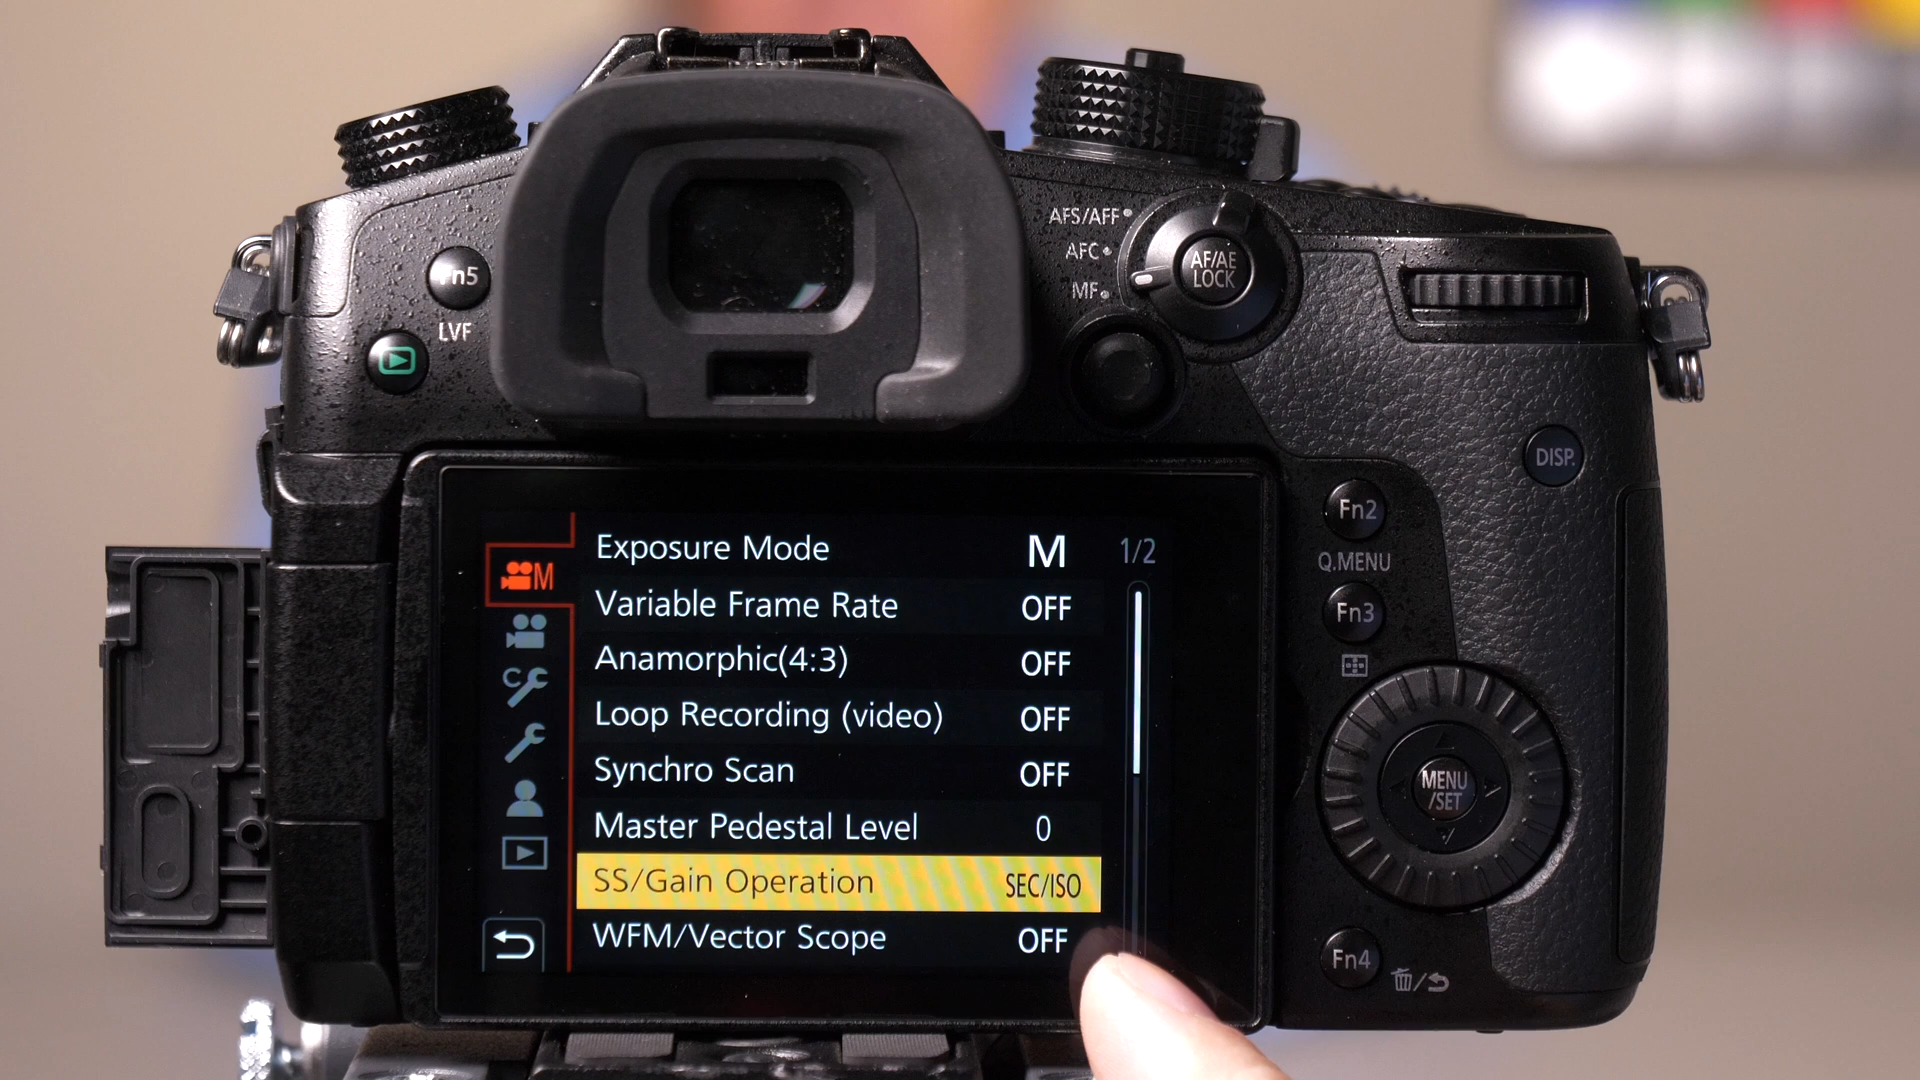 Fn5
LVF
AFS/AFF
AFC
MF
AF/AE
LOCK
DISP.
Fn2
Q.MENU
Fn3
MENU
/SET
Fn4
Exposure Mode M 1/2
M
Variable Frame Rate OFF
Anamorphic(4:3) OFF
C
Loop Recording (video) OFF
Synchro Scan OFF
Master Pedestal Level 0
SS/Gain Operation SEC/ISO
WFM/Vector Scope OFF